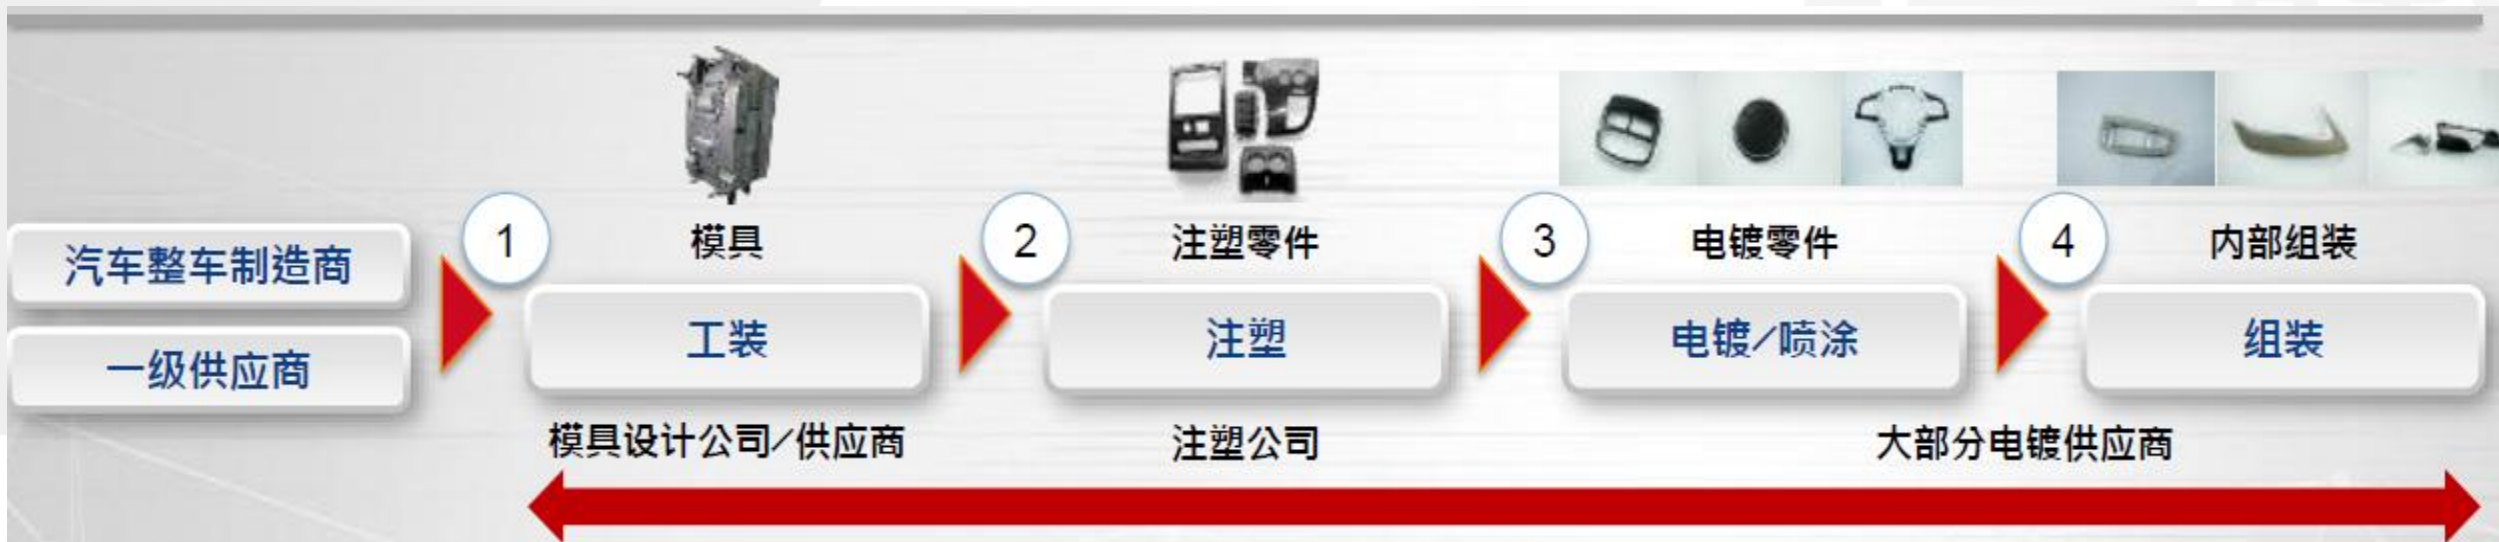 汽车整车制造商
一级供应商
1
模具
工装
模具设计公司/供应商
2
注塑零件
注塑
注塑公司
3
电镀零件
电镀/喷涂
4
内部组装
组装
大部分电镀供应商